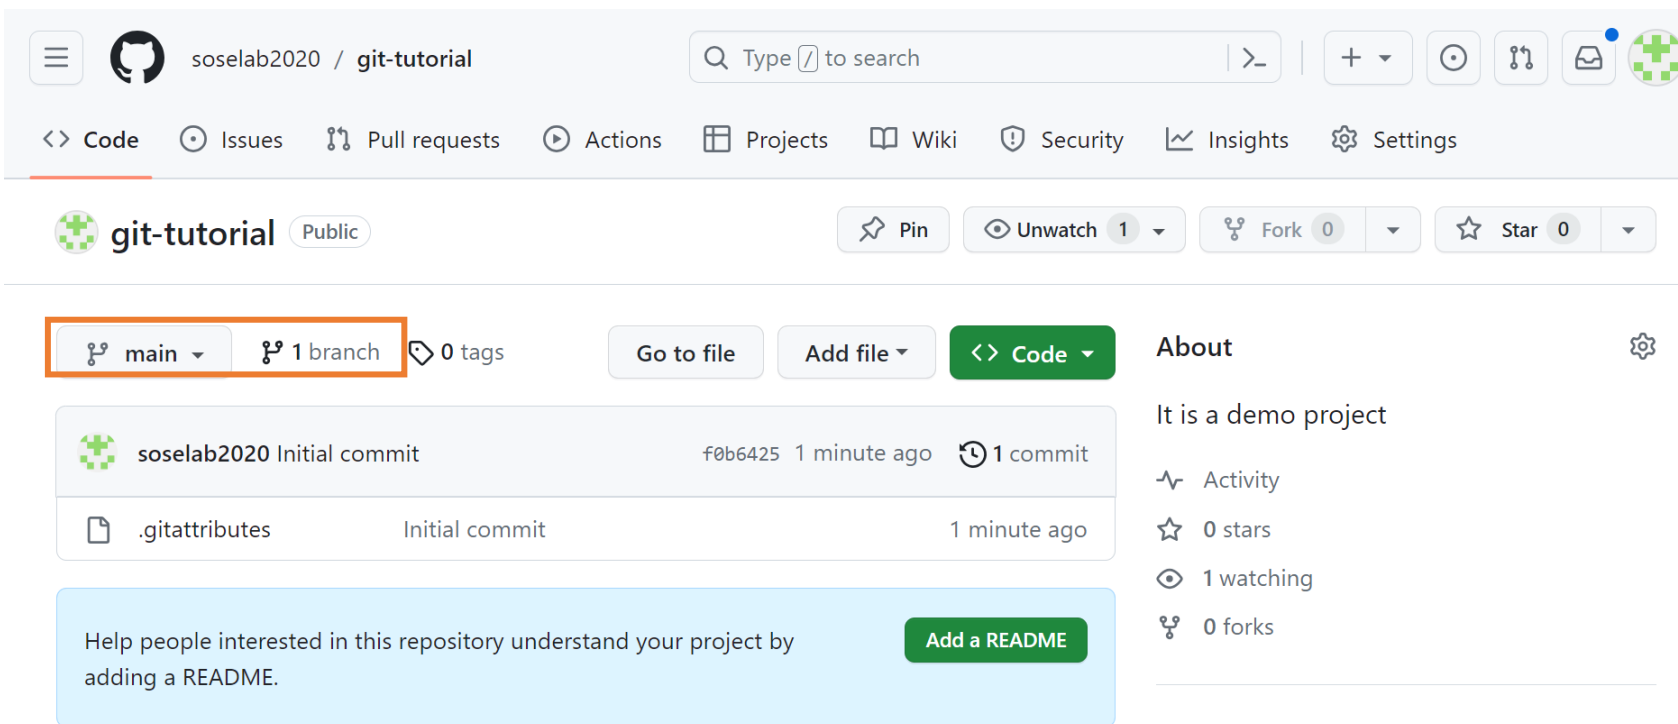 soselab2020 / git-tutorial Type / to search
Code Issues Pull requests Actions Projects Wiki Security Insights Settings
git-tutorial Public Pin Unwatch 1 Fork 0 Star 0
main 1 branch 0 tags Go to file Add file Code
About
It is a demo project
soselab2020 Initial commit f0b6425 1 minute ago 1 commit
.gitattributes Initial commit 1 minute ago
Activity
0 stars
1 watching
0 forks
Help people interested in this repository understand your project by
adding a README.
Add a README